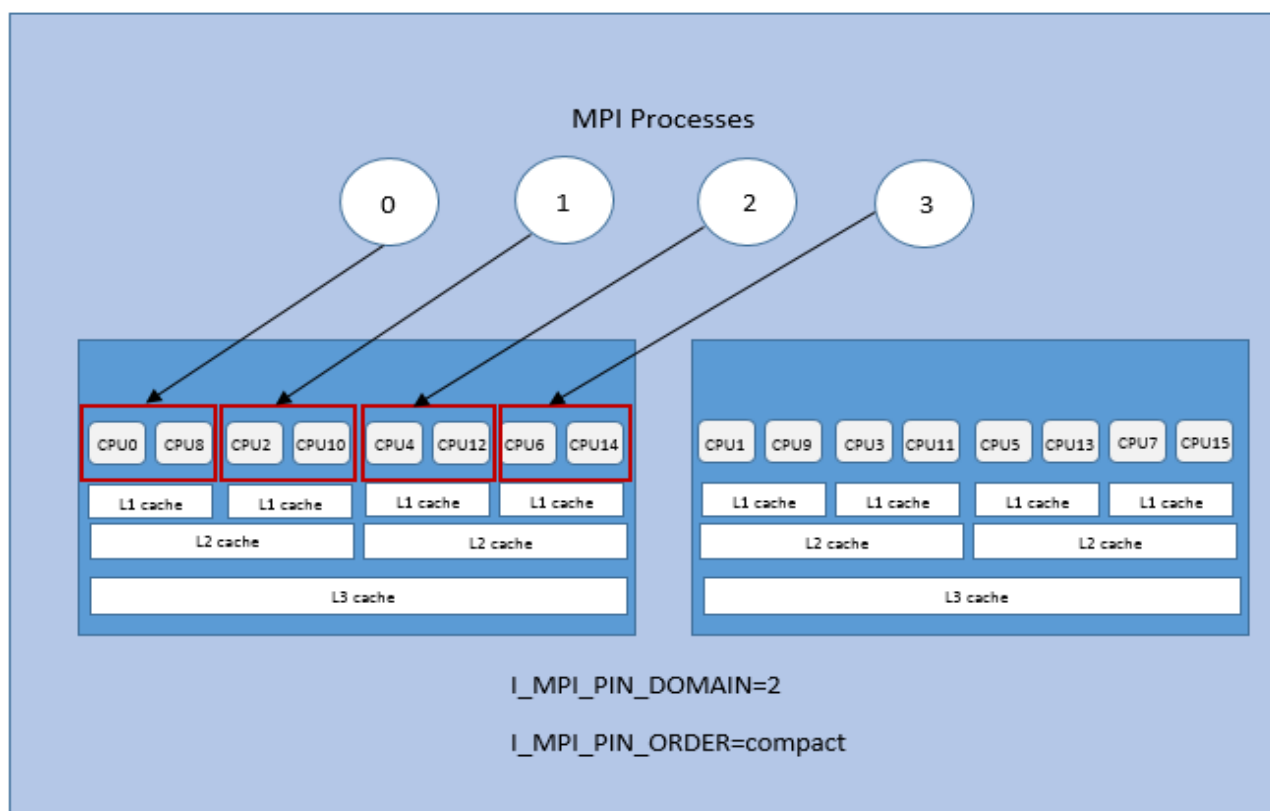 MPI Processes
0 1 2 3
CPU0 CPU8 CPU2 CPU10 CPU4 CPU12 CPU6 CPU14 CPU1 CPU9 CPU3 CPU11 CPU5 CPU13 CPU7 CPU15
L1 cache L1 cache L1 cache L1 cache L1 cache L1 cache L1 cache L1 cache
L2 cache L2 cache L2 cache L2 cache
L3 cache L3 cache
I_MPI_PIN_DOMAIN=2
I_MPI_PIN_ORDER=compact